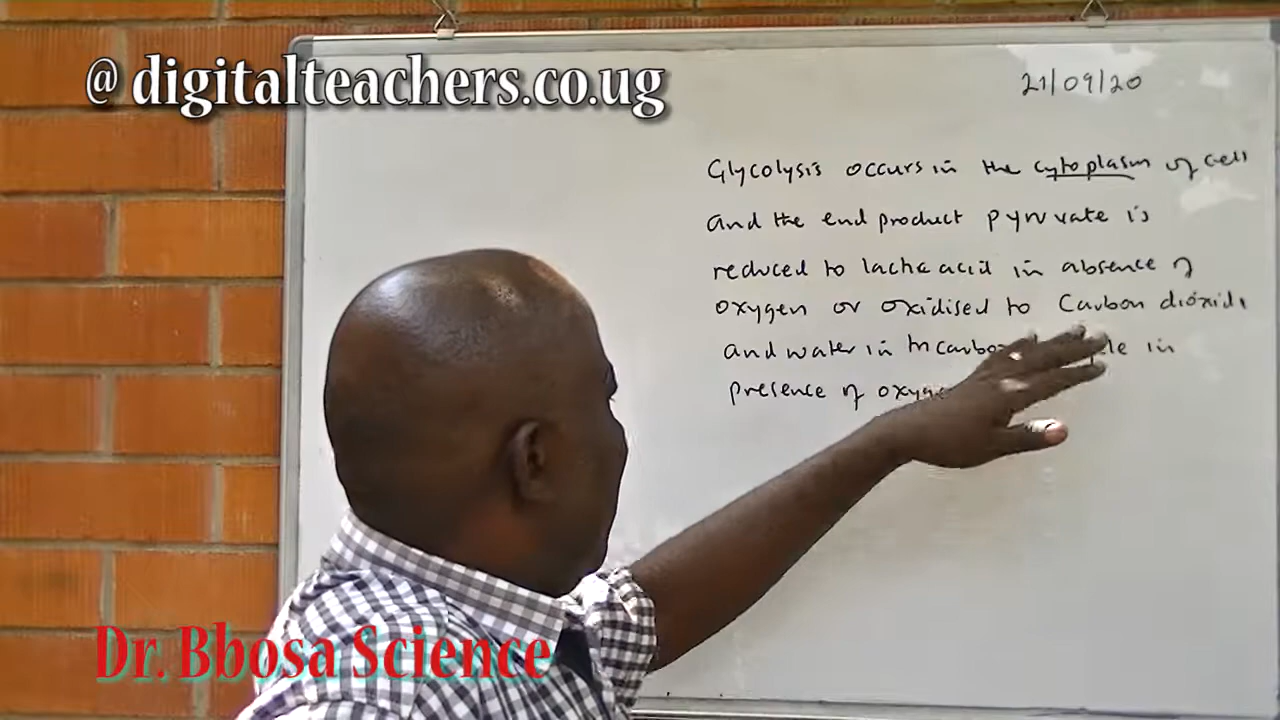 @ digitalteachers.co.ug
21/09/20
Glycolysis occurs in the cytoplasm of cell
and the end product pyruvate is
reduced to lactic acid in absence of
oxygen or oxidised to Carbon dioxide
and water in
in
presence of
Dr. Bbosa Science